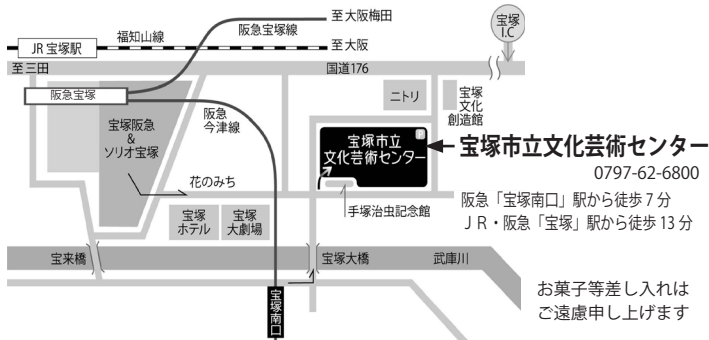 至大阪梅田
阪急宝塚線
宝塚
I.C
福知山線
JR 宝塚駅
至大阪
至三田
国道176
阪急宝塚
ニトリ
宝塚
文化
創造館
阪急
今津線
宝塚阪急
&
ソリオ宝塚
P
宝塚市立
文化芸術センター
宝塚市立文化芸術センター
0797-62-6800
花のみち
阪急「宝塚南口」駅から徒歩７分
ＪＲ・阪急「宝塚」駅から徒歩 13 分
手塚治虫記念館
宝塚
ホテル
宝塚
大劇場
宝来橋
宝塚大橋
武庫川
宝塚南口
お菓子等差し入れは
ご遠慮申し上げます